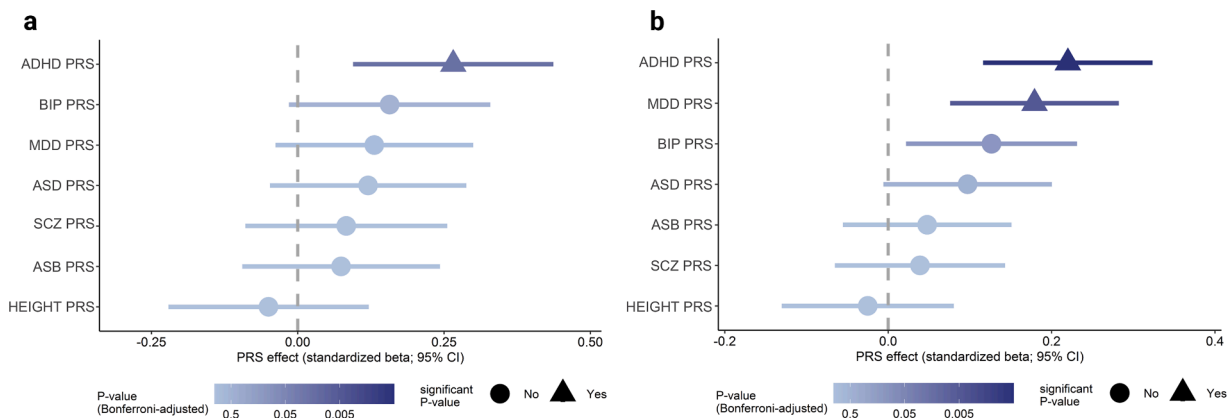 a
ADHD PRS
BIP PRS
MDD PRS
ASD PRS
SCZ PRS
ASB PRS
HEIGHT PRS
-0.25 0.00 0.25 0.50
PRS effect (standardized beta; 95% CI)
P-value
(Bonferroni-adjusted)
0.5 0.05 0.005
significant
P-value
No Yes
b
ADHD PRS
MDD PRS
BIP PRS
ASD PRS
ASB PRS
SCZ PRS
HEIGHT PRS
-0.2 0.0 0.2 0.4
PRS effect (standardized beta; 95% CI)
P-value
(Bonferroni-adjusted)
0.5 0.05 0.005
significant
P-value
No Yes